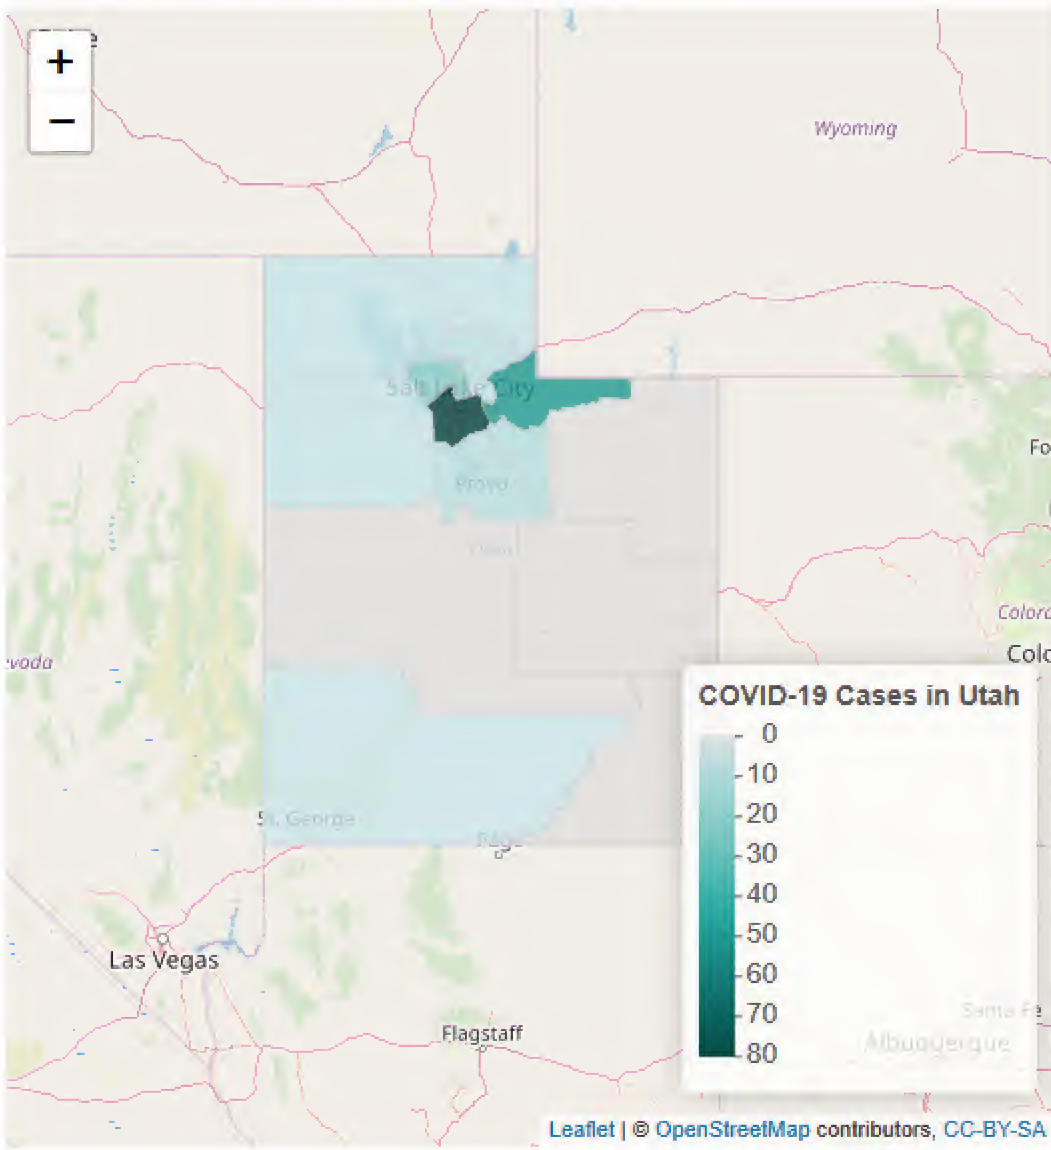 +
−
Wyoming
Salt Lake City
Provo
Fo
Colora
Colo
evada
COVID-19 Cases in Utah
0
10
20
30
40
50
60
70
80
St. George
Page
Las Vegas
Flagstaff
Santa Fe
Albuquerque
Leaflet | © OpenStreetMap contributors, CC-BY-SA